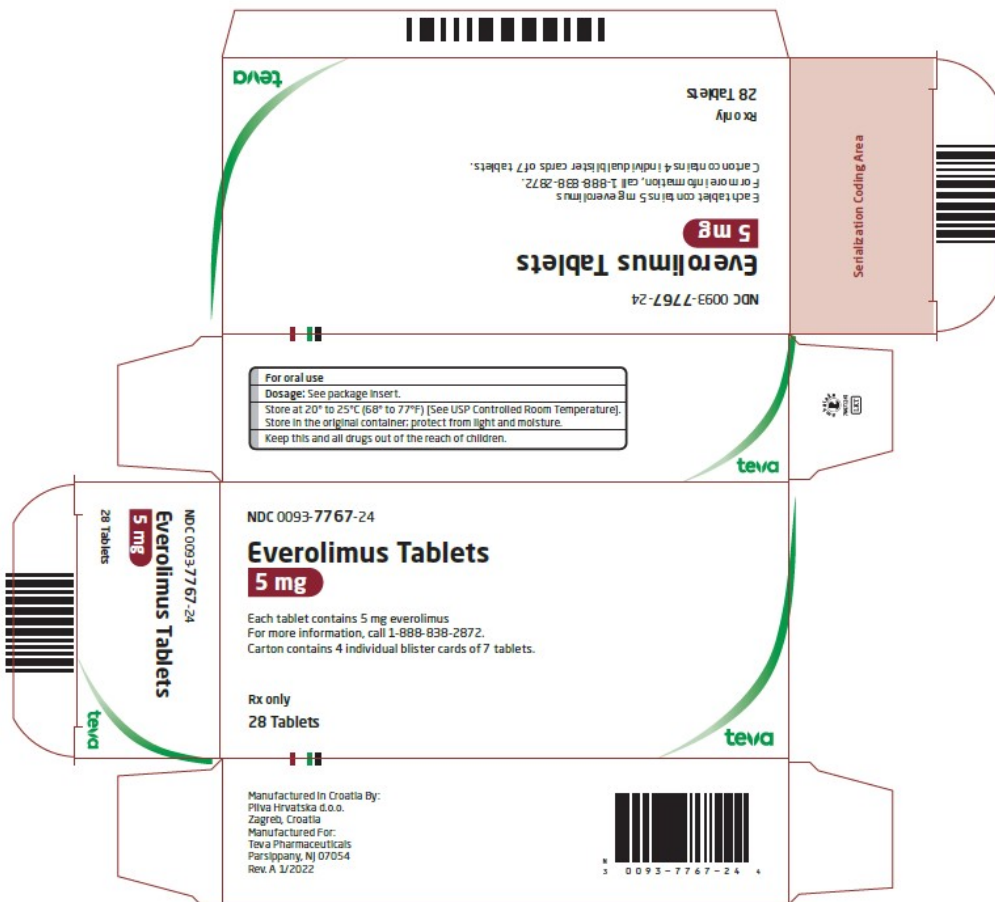 teva
28 Tablets
Rx only
Carton contains 4 individual blister cards of 7 tablets.
For more information, call 1-888-838-2872.
Each tablet contains 5 mg everolimus
5 mg
Everolimus Tablets
NDC 0093-7767-24
Serialization Coding Area
For oral use
Dosage: See package insert.
Store at 20° to 25°C (68° to 77°F) [See USP Controlled Room Temperature].
Store in the original container; protect from light and moisture.
Keep this and all drugs out of the reach of children.
teva
NDC 0093-7767-24
Everolimus Tablets
5 mg
28 Tablets
teva
NDC 0093-7767-24
Everolimus Tablets
5 mg
Each tablet contains 5 mg everolimus
For more information, call 1-888-838-2872.
Carton contains 4 individual blister cards of 7 tablets.
Rx only
28 Tablets
teva
Manufactured In Croatia By:
Pliva Hrvatska d.o.o.
Zagreb, Croatia
Manufactured For:
Teva Pharmaceuticals
Parsippany, NJ 07054
Rev. A 1/2022
N
3 0093-7767-24 4